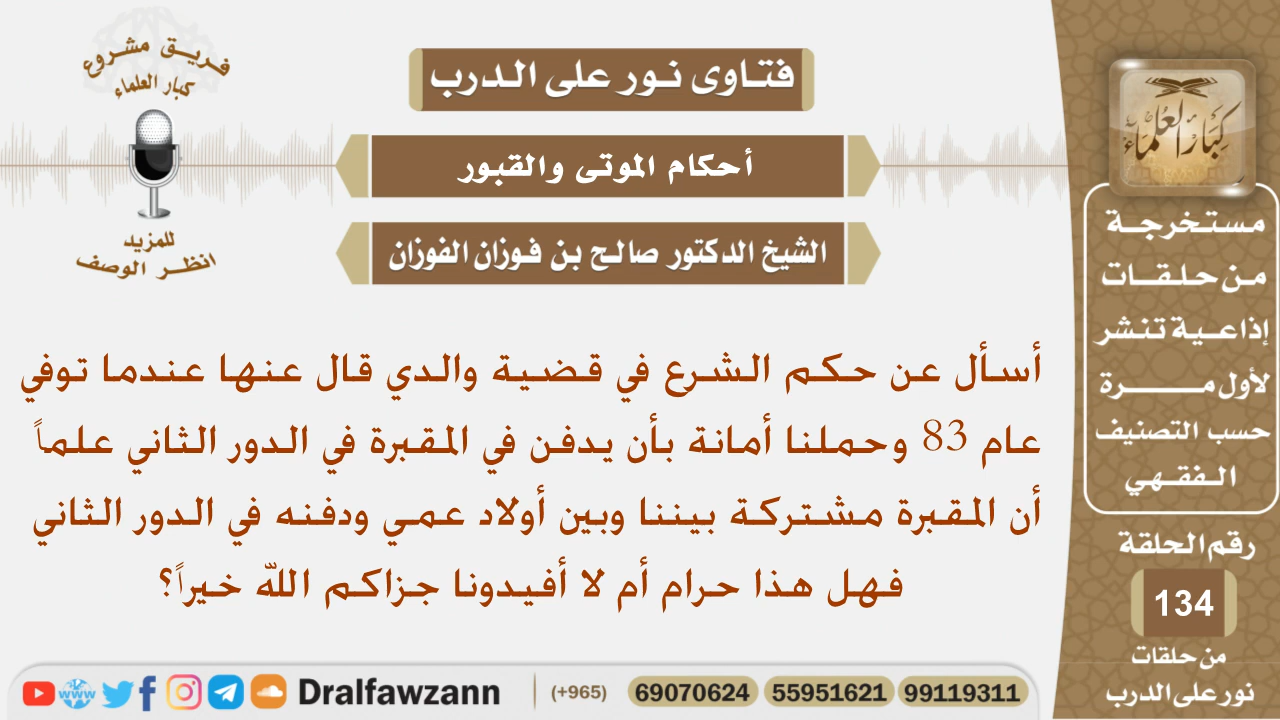 فتاوى نور على الدرب
أحكام الموتى والقبور
الشيخ الدكتور صالح بن فوزان الفوزان
فريق مشروع
كبار العلماء
للمزيد
انظر الوصف
أسأل عن حكم الشرع في قضية والدي قال عنها عندما توفي
عام 83 وحملنا أمانة بأن يدفن في المقبرة في الدور الثاني علماً
أن المقبرة مشتركة بيننا وبين أولاد عمي ودفنه في الدور الثاني
فهل هذا حرام أم لا أفيدونا جزاكم الله خيراً؟
كبار العلماء
مستخرجة
من حلقات
إذاعية تنشر
لأول مرة
حسب التصنيف
الفقهي
رقم الحلقة
134
من حلقات
نور على الدرب
www Dralfawzann (+965) 69070624 55951621 99119311